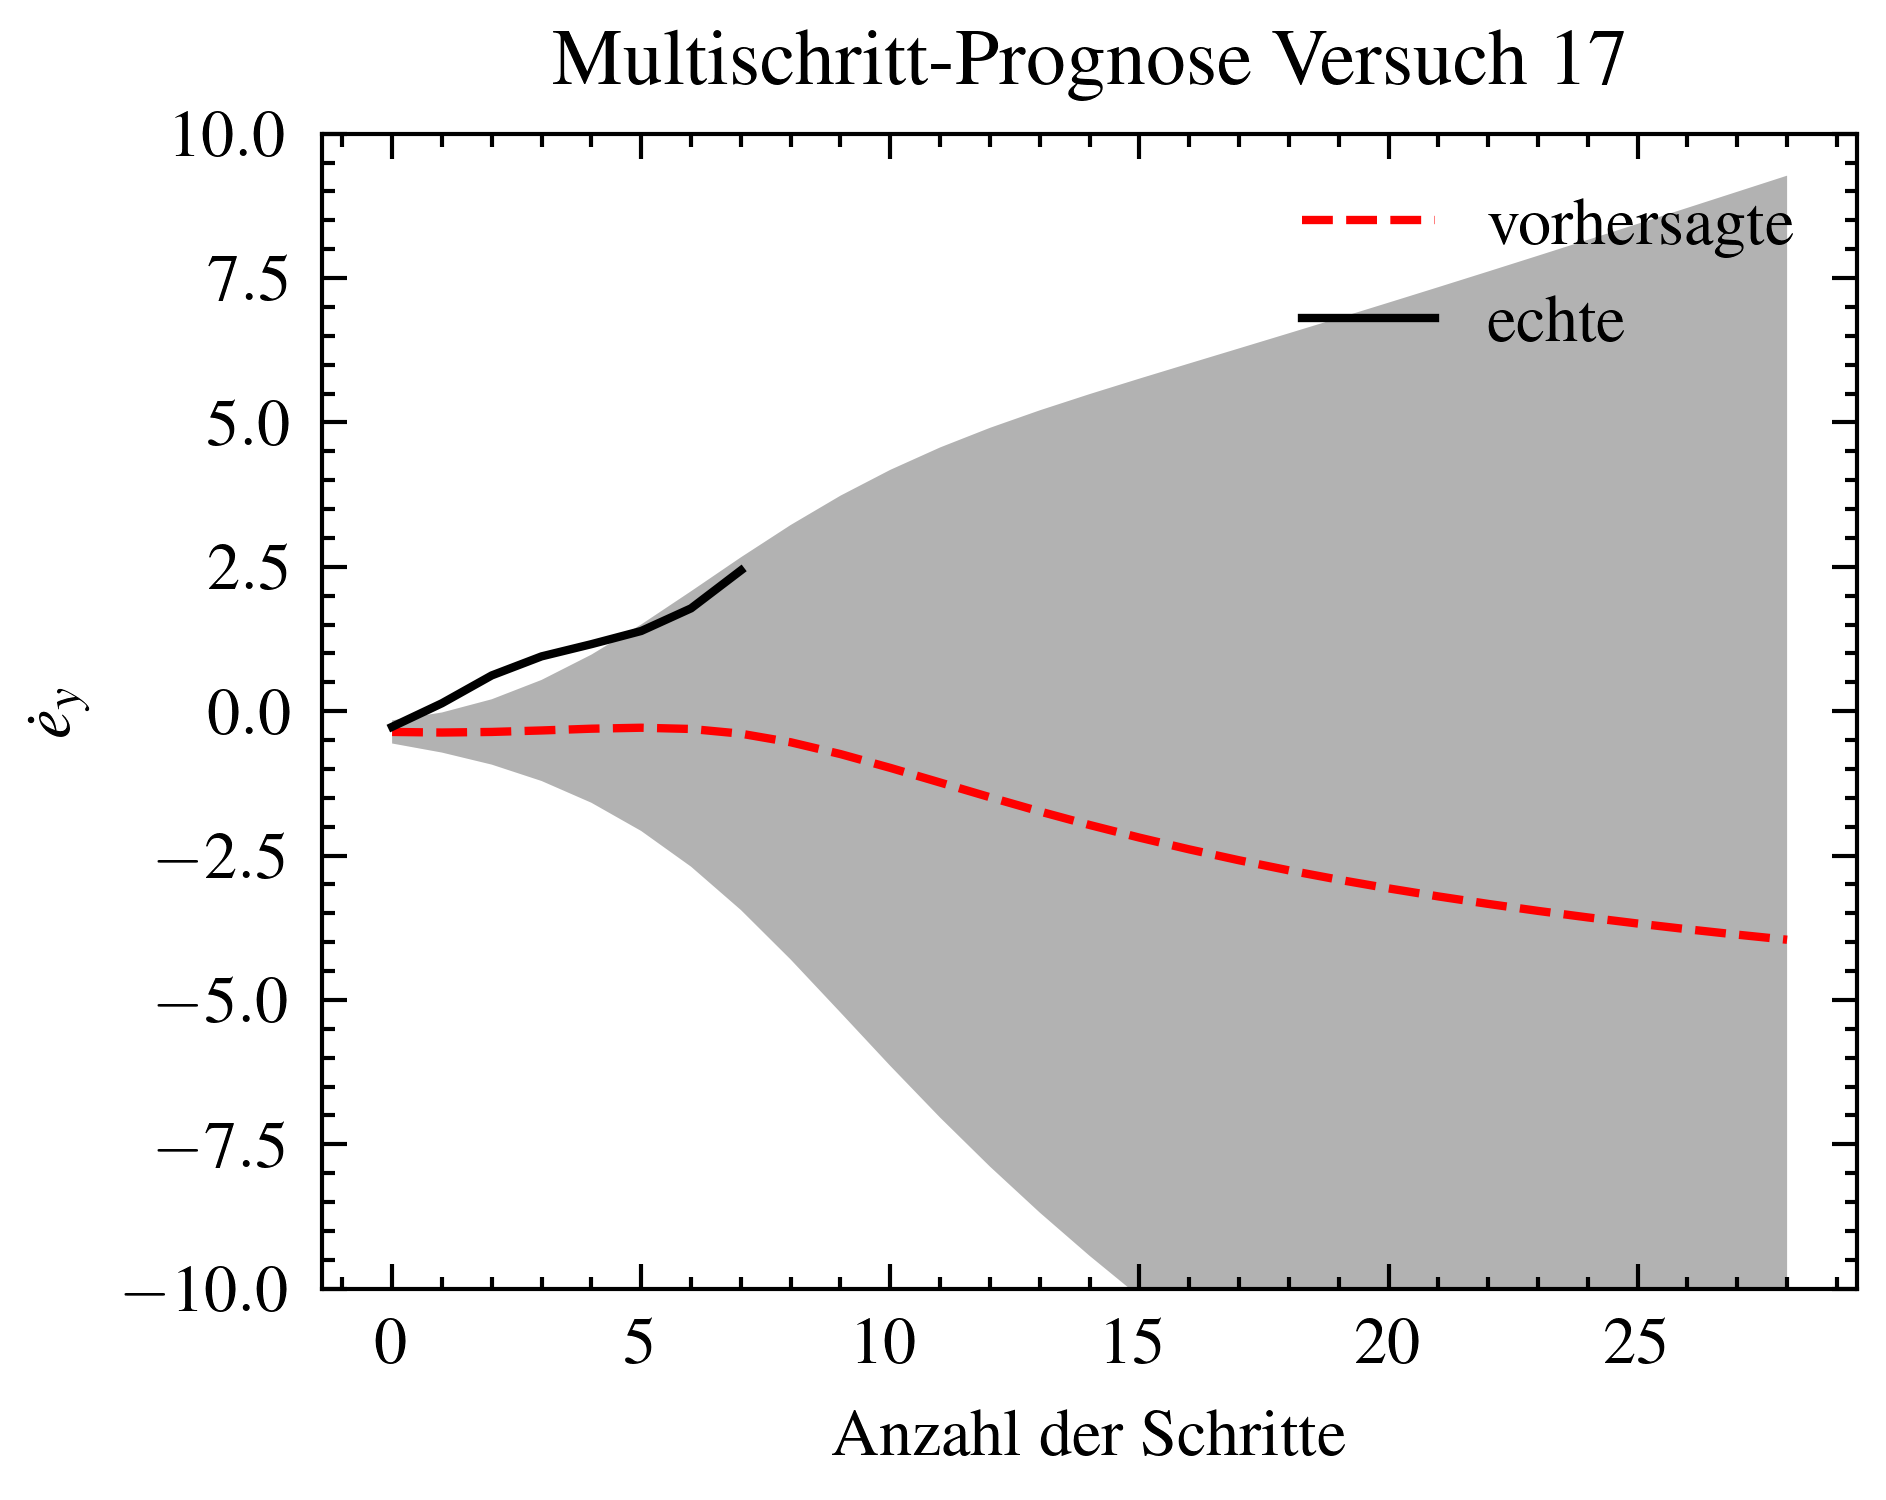 Multischritt-Prognose Versuch 17
10.0
7.5
5.0
2.5
0.0
−2.5
−5.0
−7.5
−10.0
ė_y
vorhersagte
echte
0 5 10 15 20 25
Anzahl der Schritte